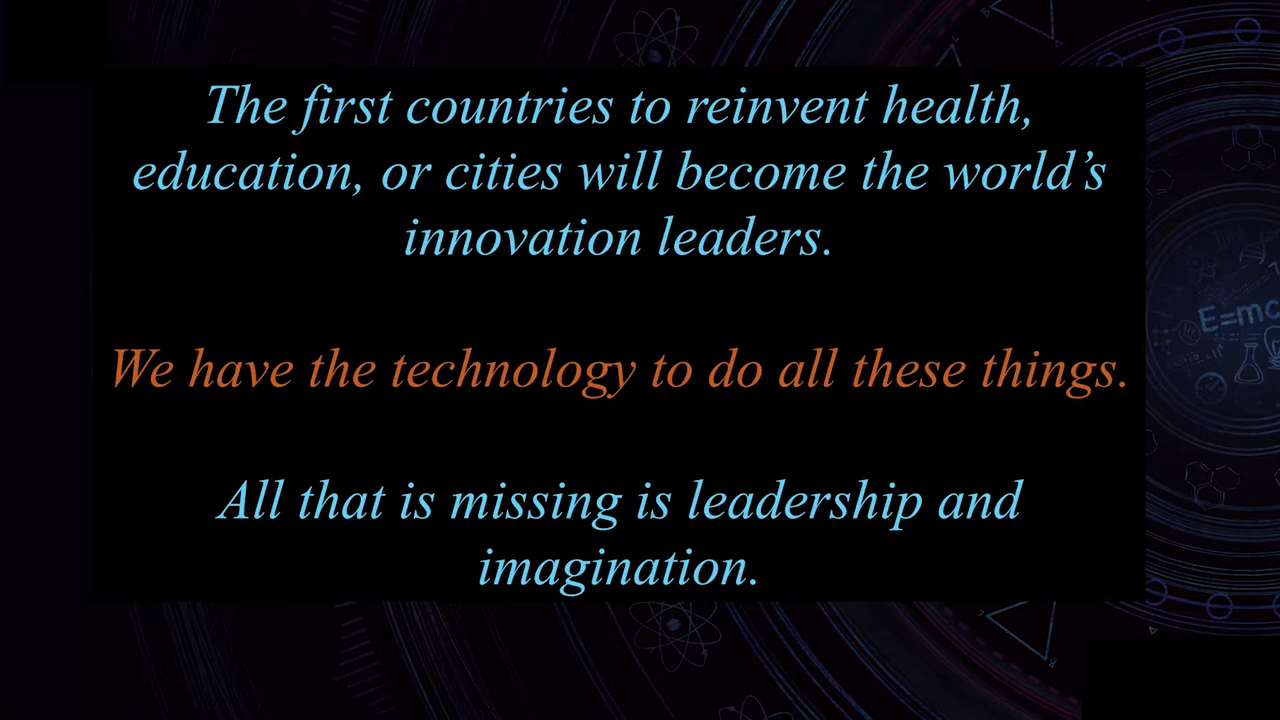 The first countries to reinvent health,
education, or cities will become the world’s
innovation leaders.
We have the technology to do all these things.
All that is missing is leadership and
imagination.